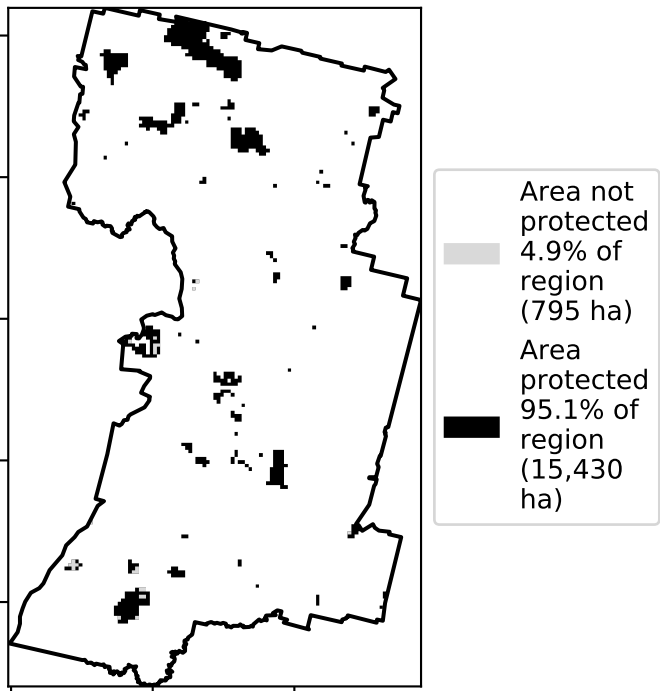 Area not
protected
4.9% of
region
(795 ha)
Area
protected
95.1% of
region
(15,430
ha)